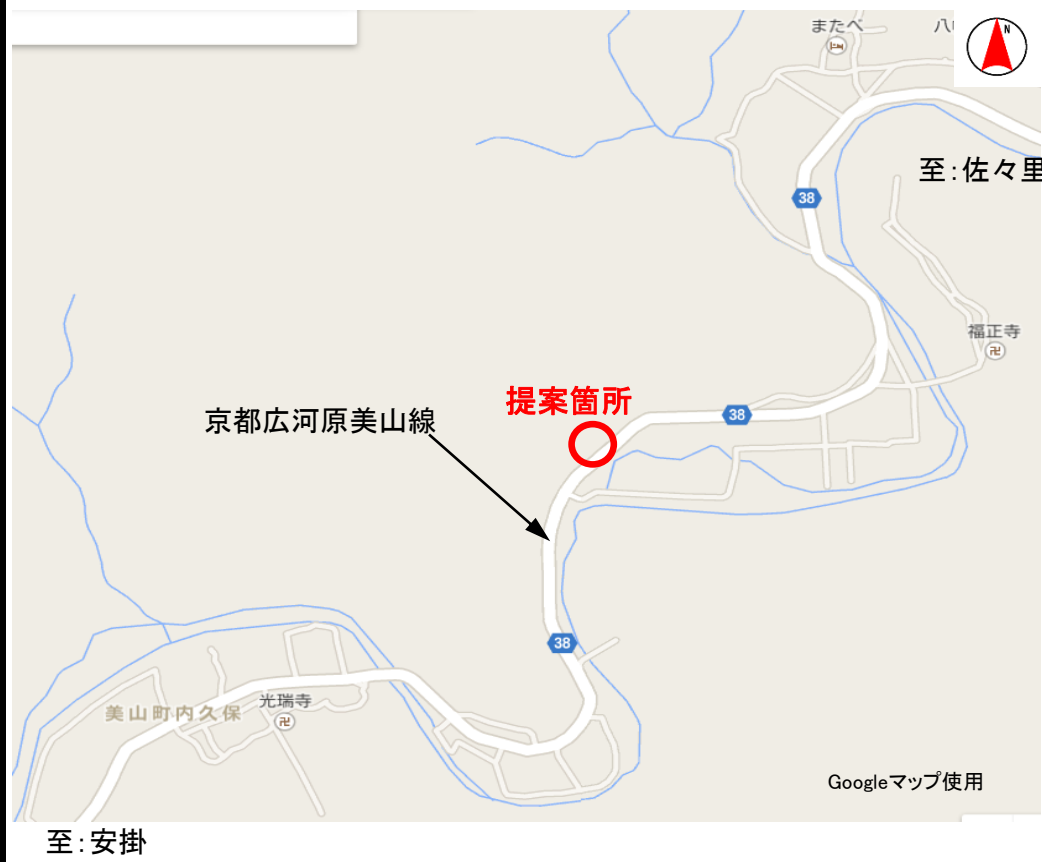 またべ
八
N
至:佐々里
38
福正寺
提案箇所
京都広河原美山線
38
38
光瑞寺
美山町内久保
Googleマップ使用
至:安掛